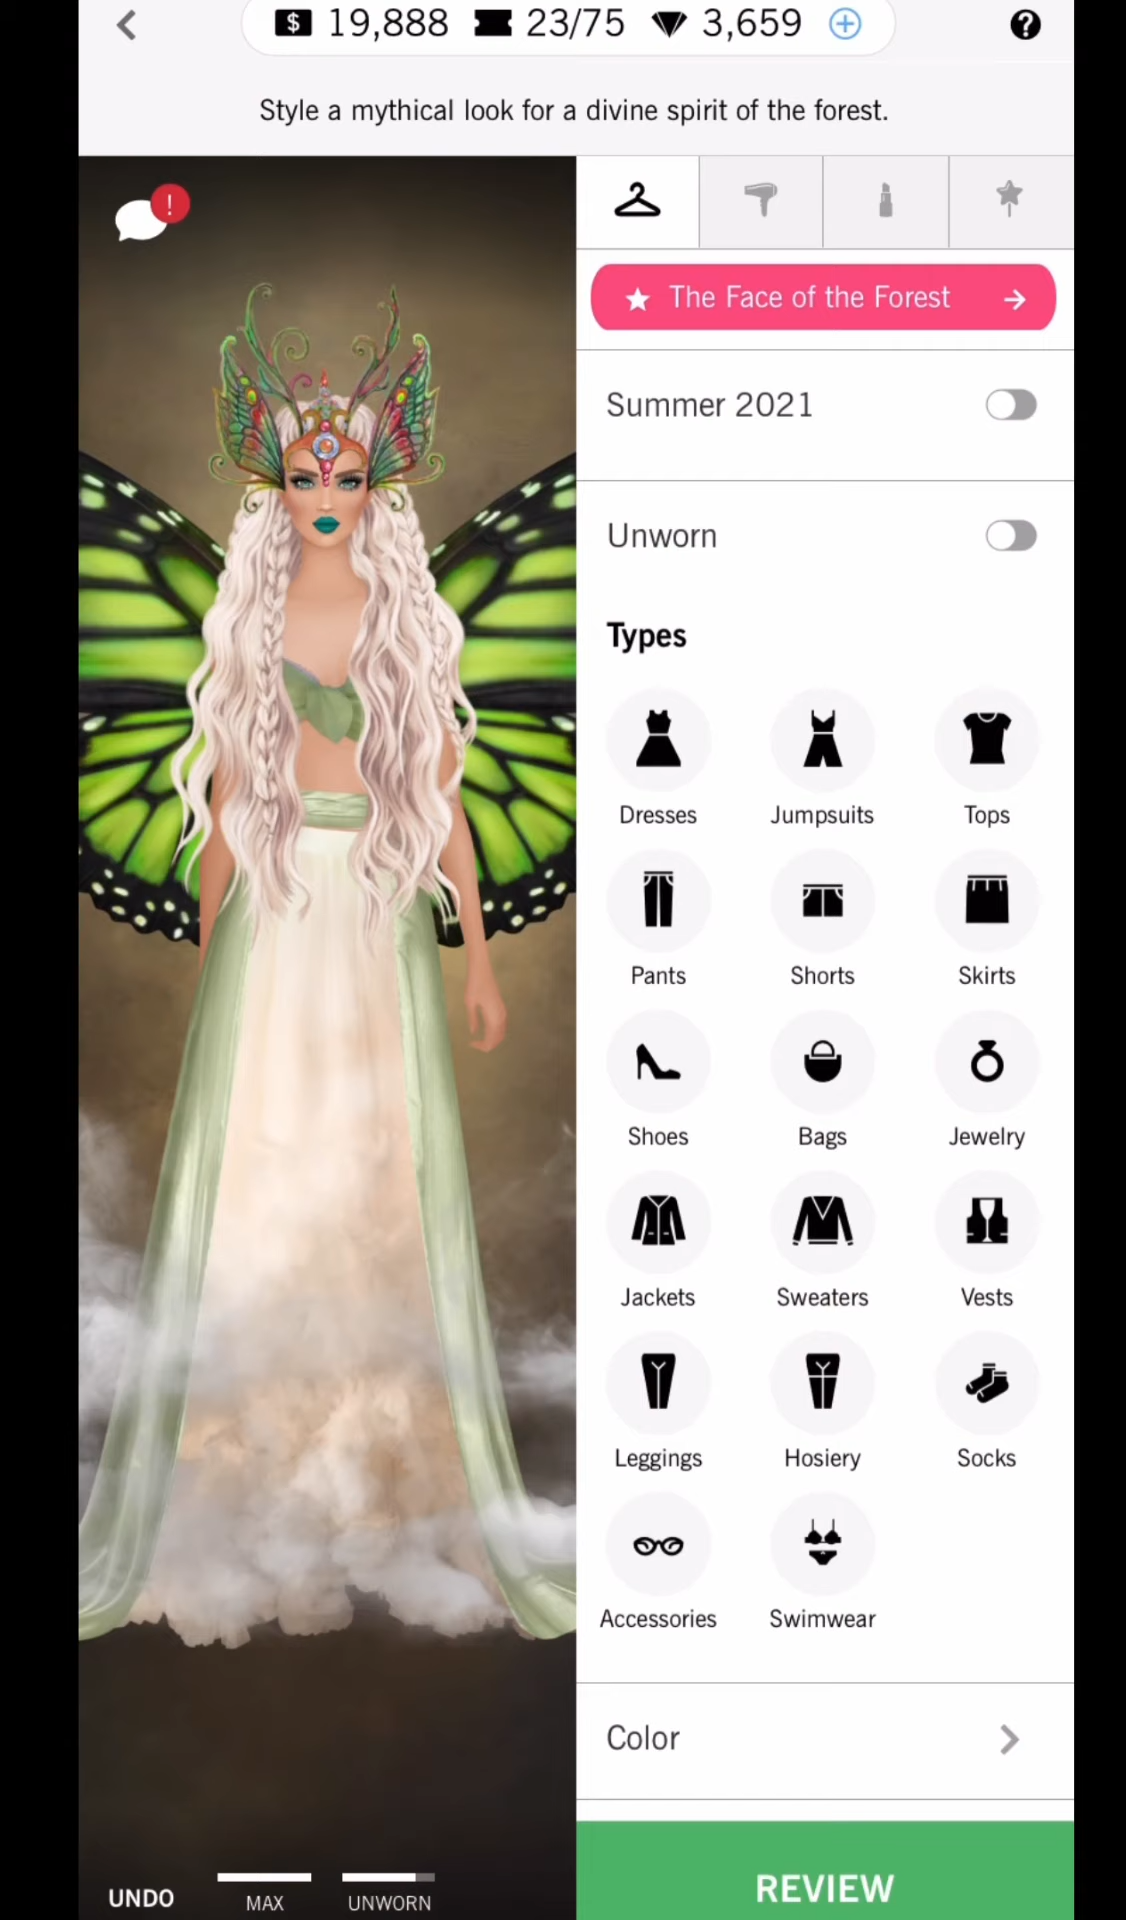 $ 19,888 23/75 3,659
Style a mythical look for a divine spirit of the forest.
!
The Face of the Forest
Summer 2021
Unworn
Types
Dresses Jumpsuits Tops
Pants Shorts Skirts
Shoes Bags Jewelry
Jackets Sweaters Vests
Leggings Hosiery Socks
Accessories Swimwear
Color
REVIEW
UNDO MAX UNWORN